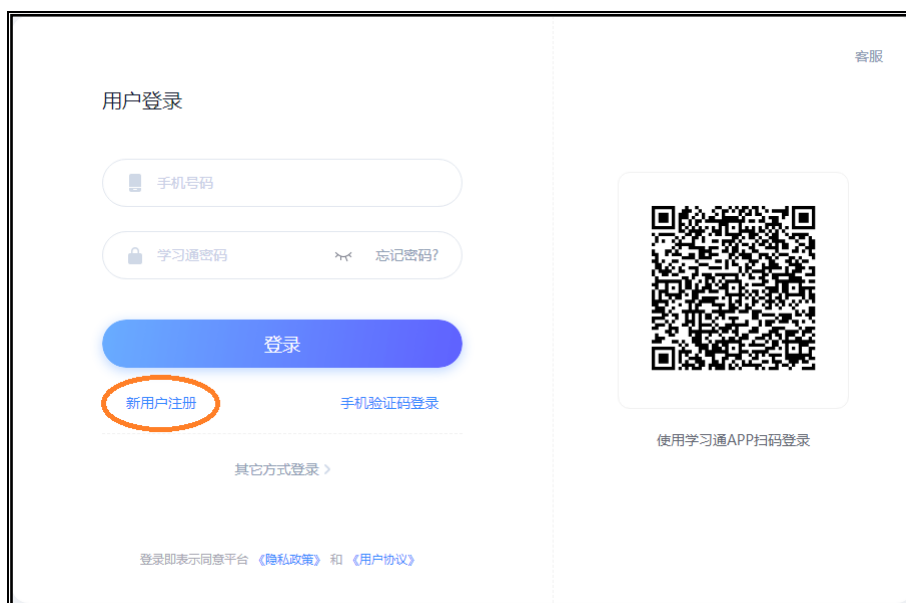 客服
用户登录
手机号码
学习通密码 忘记密码?
登录
新用户注册 手机验证码登录
使用学习通APP扫码登录
其它方式登录 >
登录即表示同意平台 《隐私政策》 和 《用户协议》